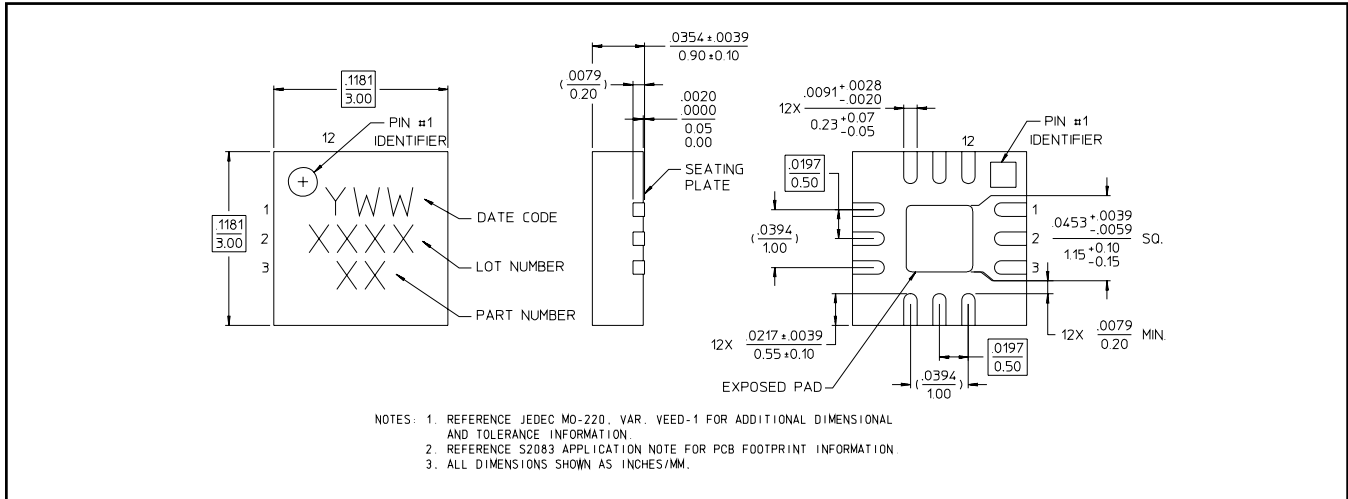 .1181
3.00
PIN #1
IDENTIFIER
12
.1181
3.00
1
2
3
YWW
XXXX
XX
DATE CODE
LOT NUMBER
PART NUMBER
.0354 ±.0039
0.90 ±0.10
(.0079)
0.20
.0020
.0000
0.05
0.00
SEATING
PLATE
12X .0091 +.0028 -.0020
0.23 +0.07 -0.05
12
PIN #1
IDENTIFIER
.0197
0.50
(.0394)
1.00
1
2
3
.0453 +.0039 -.0059 SQ.
1.15 +0.10 -0.15
12X .0217 ±.0039
0.55 ±0.10
12X .0079 MIN.
0.20
.0197
0.50
(.0394)
1.00
EXPOSED PAD
NOTES: 1. REFERENCE JEDEC MO-220, VAR. VEED-1 FOR ADDITIONAL DIMENSIONAL
AND TOLERANCE INFORMATION.
2. REFERENCE S2083 APPLICATION NOTE FOR PCB FOOTPRINT INFORMATION
3. ALL DIMENSIONS SHOWN AS INCHES/MM.